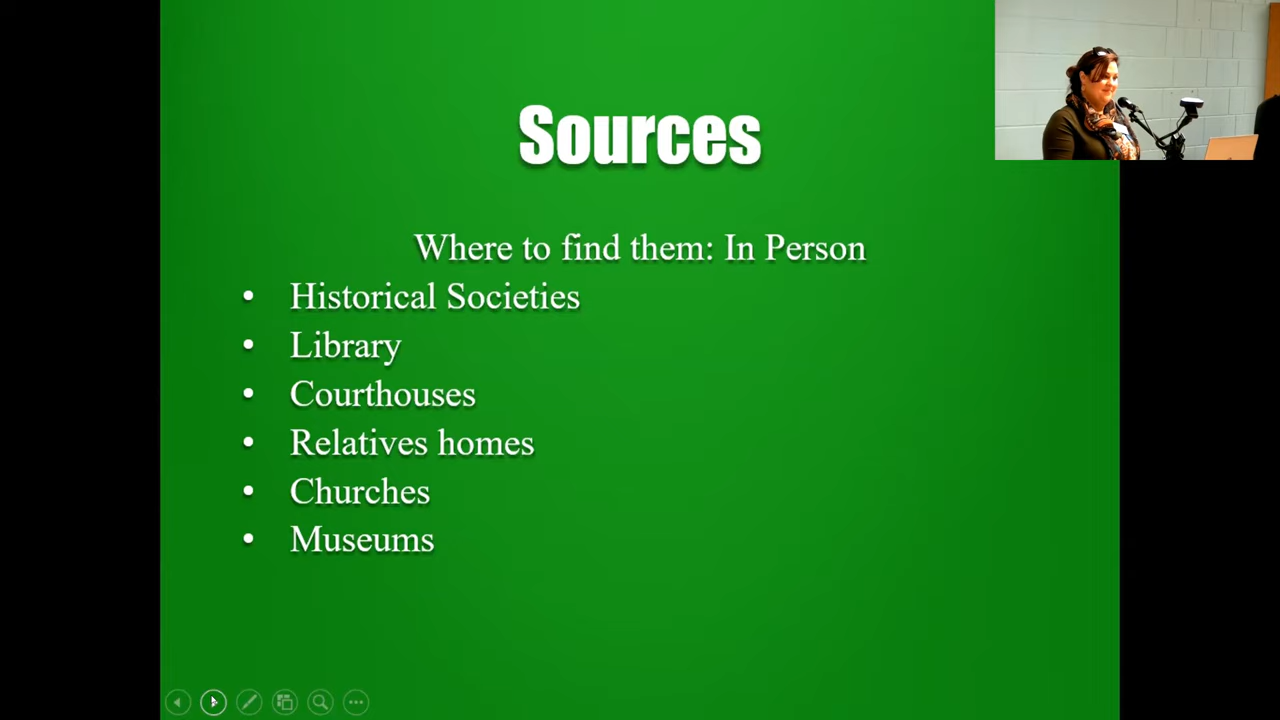 Sources
Where to find them: In Person
• Historical Societies
• Library
• Courthouses
• Relatives homes
• Churches
• Museums